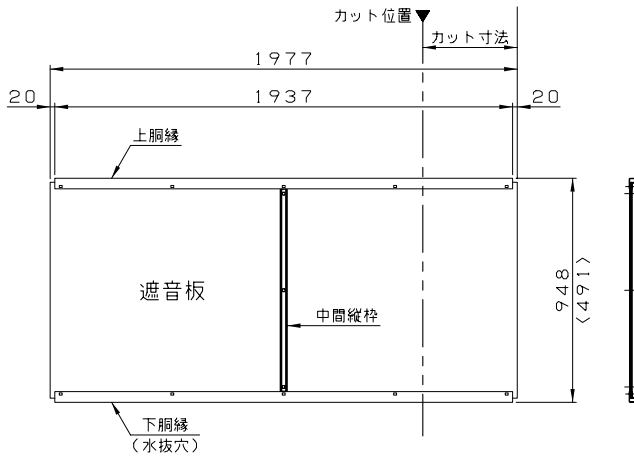 カット位置
カット寸法
1977
20
1937
20
上胴縁
遮音板
中間縦枠
948
<491>
下胴縁
(水抜穴)